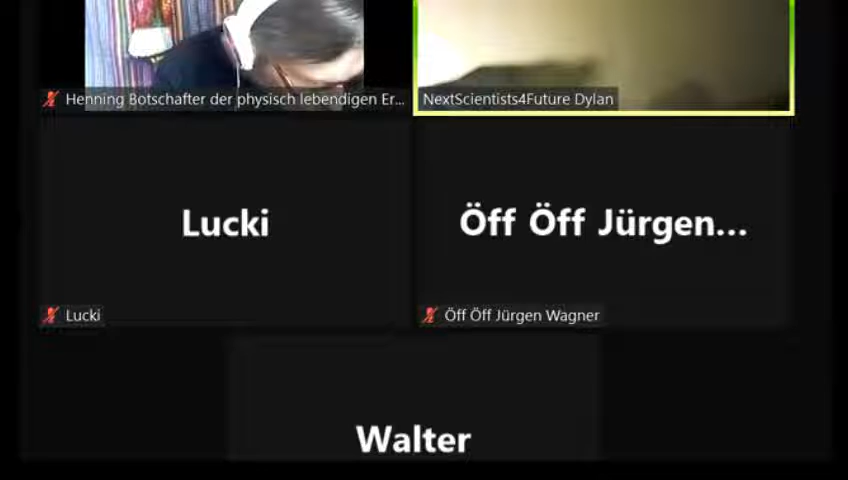 Henning Botschafter der physisch lebendigen Er...
NextScientists4Future Dylan
Lucki
Öff Öff Jürgen...
Lucki
Öff Öff Jürgen Wagner
Walter